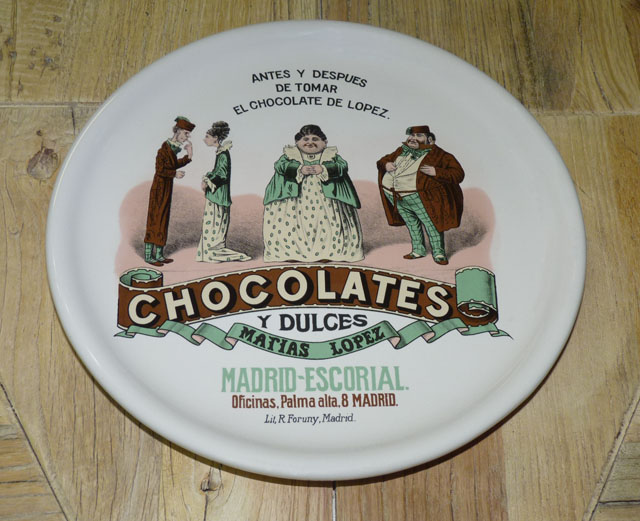 ANTES Y DESPUES
DE TOMAR
EL CHOCOLATE DE LOPEZ.
CHOCOLATES
Y DULCES
MATIAS LOPEZ
MADRID-ESCORIAL.
Oficinas, Palma alta, 8 MADRID.
Lit, R. Foruny, Madrid.